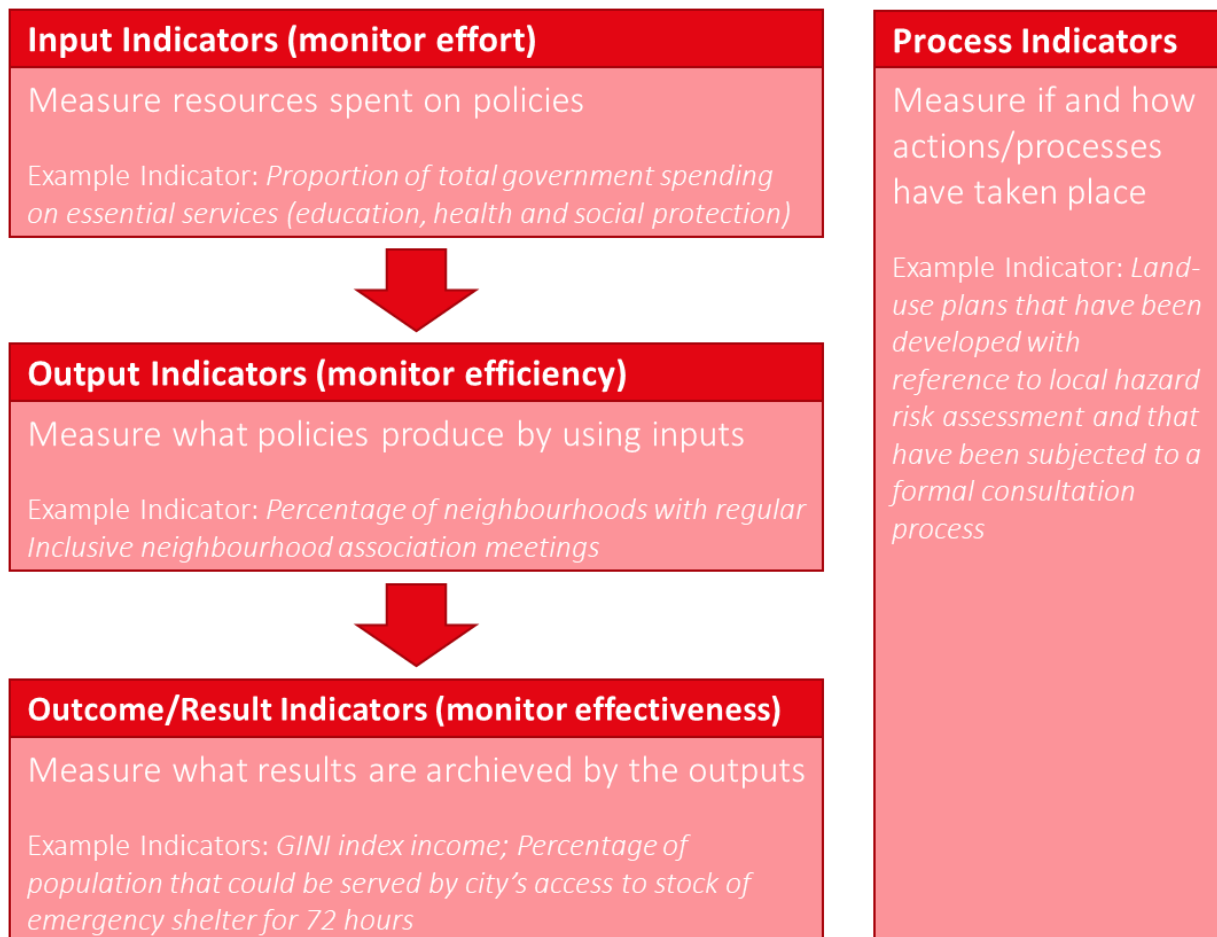 Input Indicators (monitor effort)
Measure resources spent on policies
Example Indicator: Proportion of total government spending
on essential services (education, health and social protection)
Output Indicators (monitor efficiency)
Measure what policies produce by using inputs
Example Indicator: Percentage of neighbourhoods with regular
Inclusive neighbourhood association meetings
Outcome/Result Indicators (monitor effectiveness)
Measure what results are archieved by the outputs
Example Indicators: GINI index income; Percentage of
population that could be served by city's access to stock of
emergency shelter for 72 hours
Process Indicators
Measure if and how
actions/processes
have taken place
Example Indicator: Land-
use plans that have been
developed with
reference to local hazard
risk assessment and that
have been subjected to a
formal consultation
process